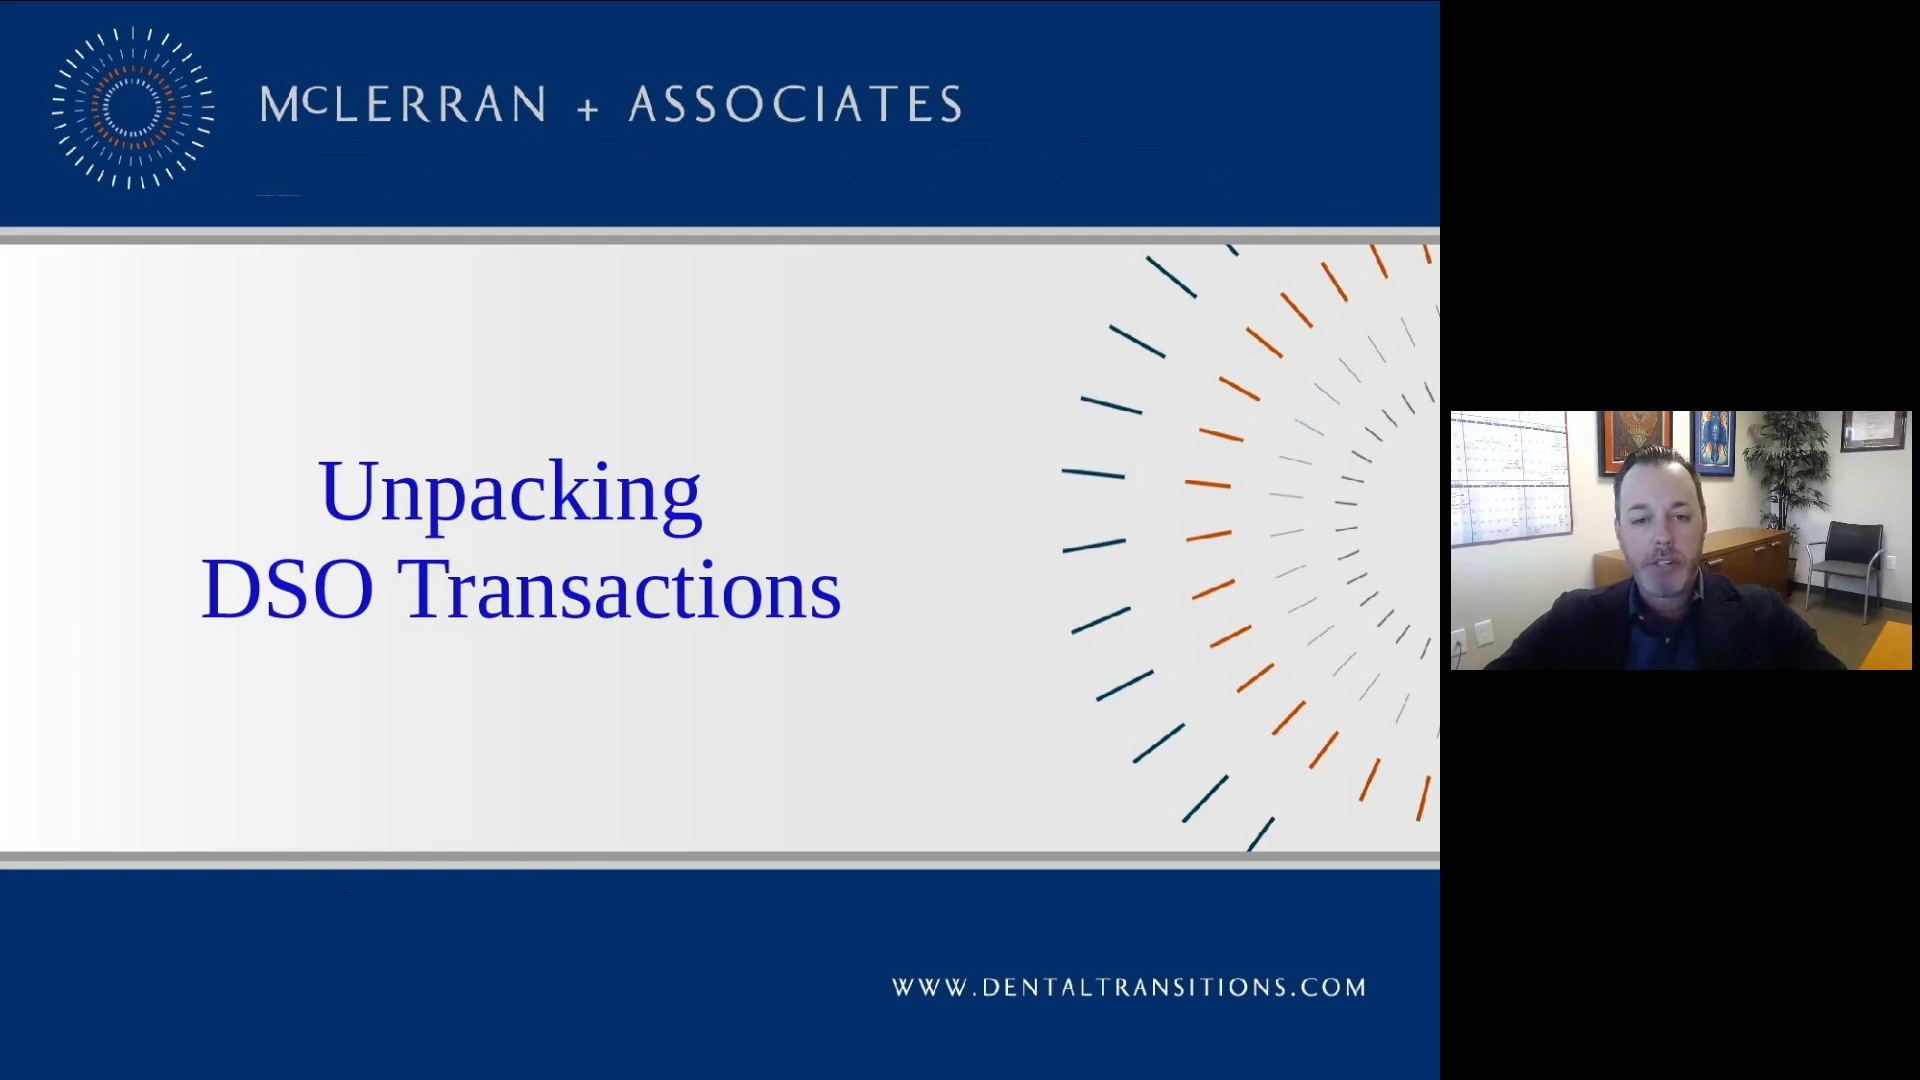 McLERRAN + ASSOCIATES
Unpacking
DSO Transactions
WWW.DENTALTRANSITIONS.COM